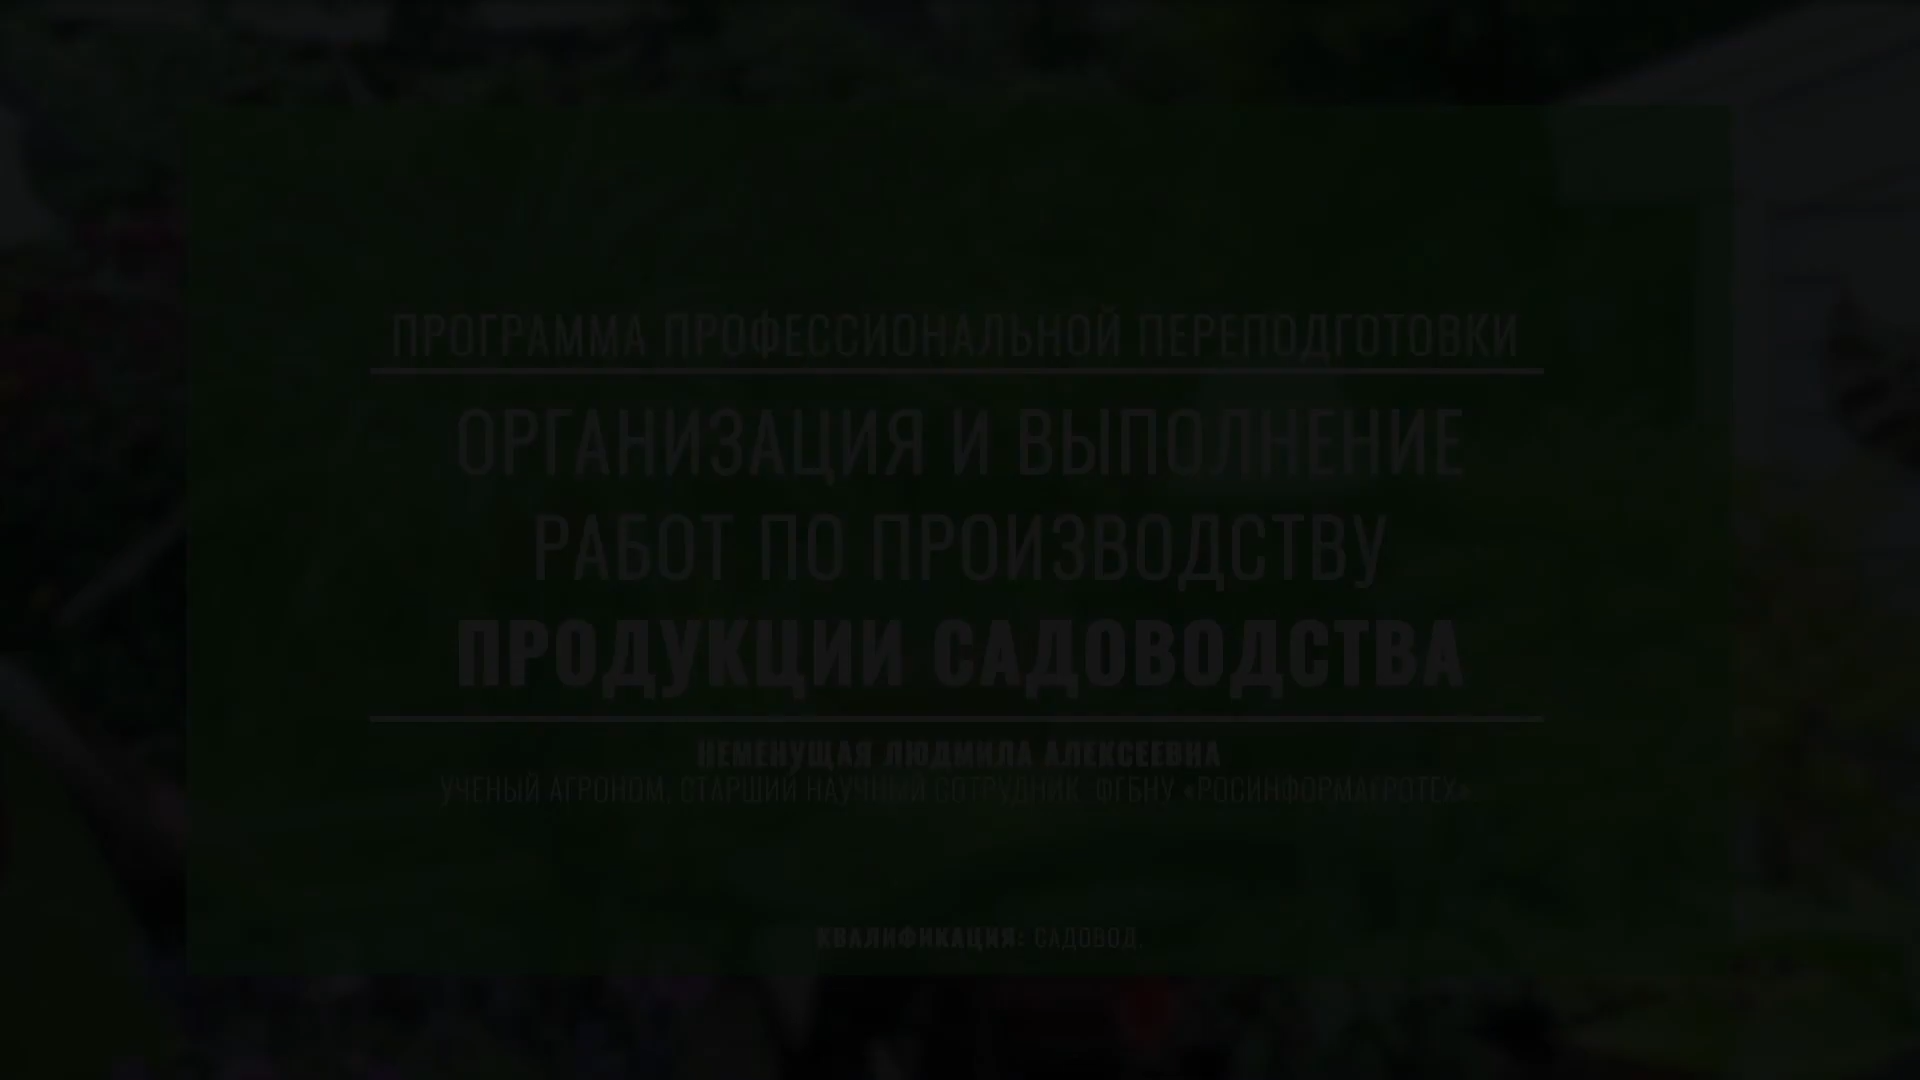 ПРОГРАММА ПРОФЕССИОНАЛЬНОЙ ПЕРЕПОДГОТОВКИ
ОРГАНИЗАЦИЯ И ВЫПОЛНЕНИЕ
РАБОТ ПО ПРОИЗВОДСТВУ
ПРОДУКЦИИ САДОВОДСТВА
НЕМЕНУЩАЯ ЛЮДМИЛА АЛЕКСЕЕВНА
УЧЕНЫЙ АГРОНОМ, СТАРШИЙ НАУЧНЫЙ СОТРУДНИК ФГБНУ «РОСИНФОРМАГРОТЕХ»
КВАЛИФИКАЦИЯ: САДОВОД.